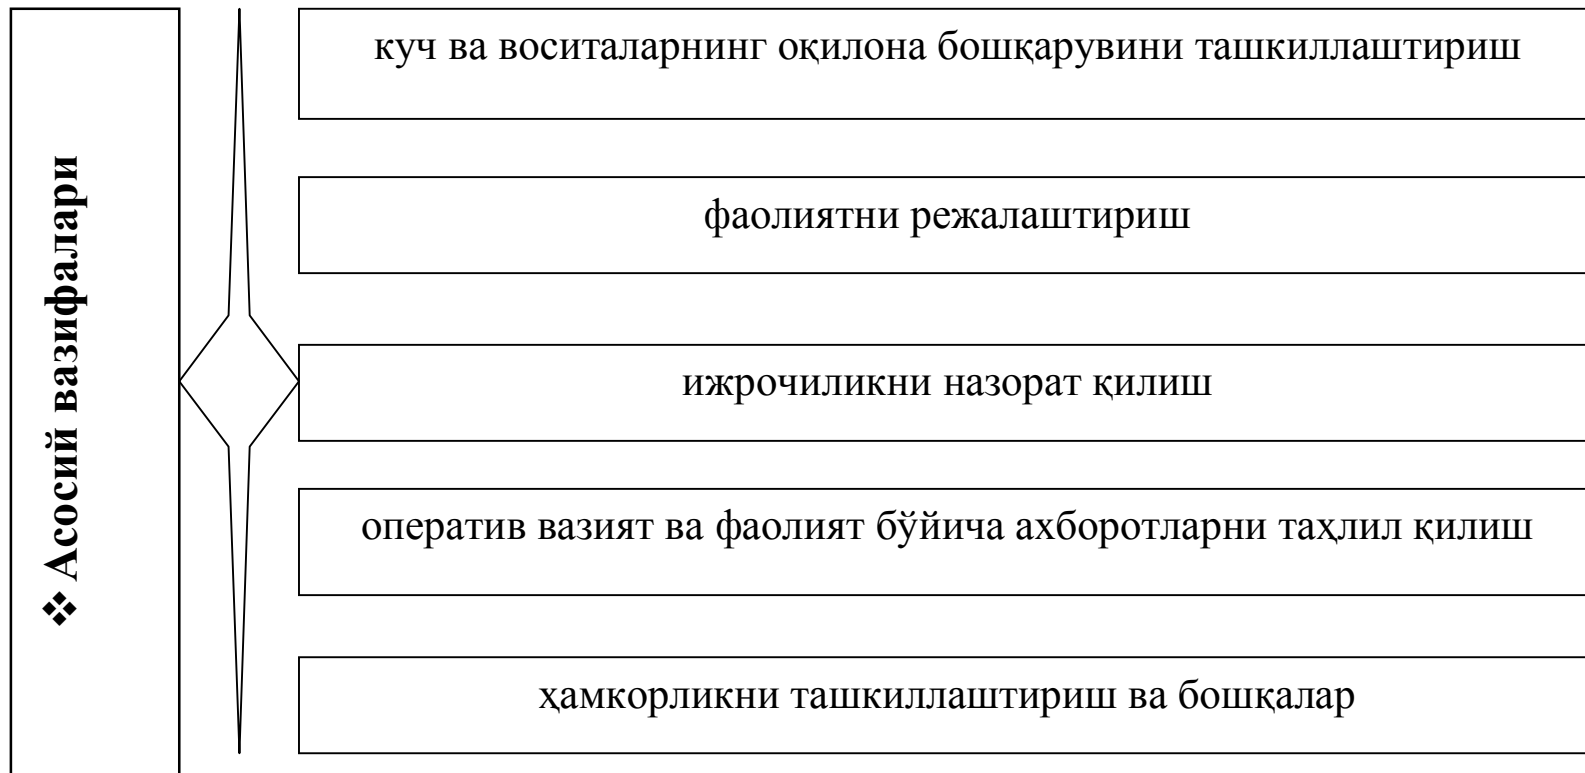 ❖ Асосий вазифалари
куч ва воситаларнинг оқилона бошқарувини ташкиллаштириш
фаолиятни режалаштириш
ижрочиликни назорат қилиш
оператив вазият ва фаолият бўйича ахборотларни таҳлил қилиш
ҳамкорликни ташкиллаштириш ва бошқалар